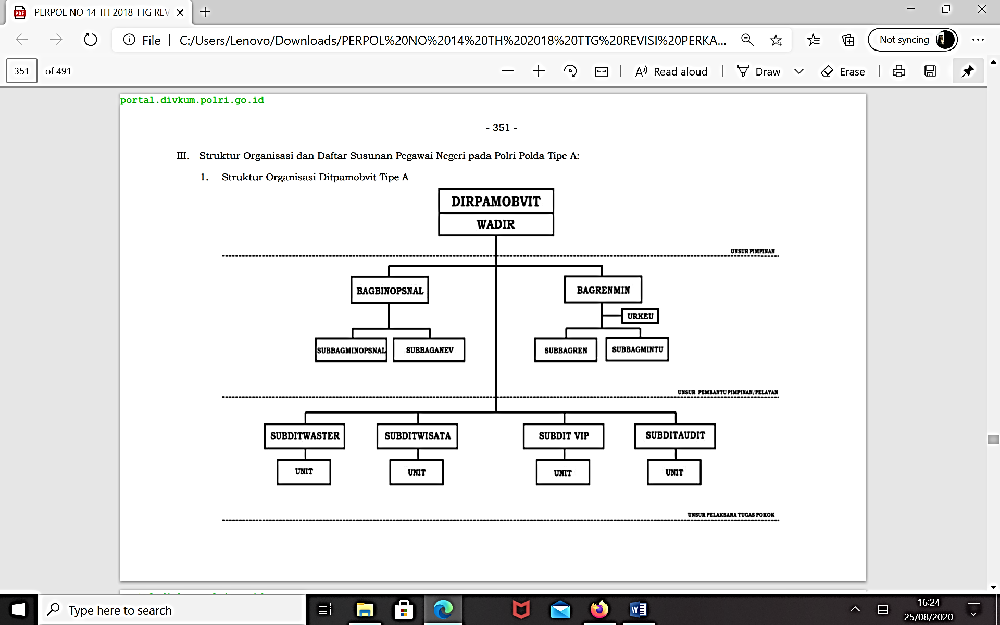 PERPOL NO 14 TH 2018 TTG REV
File
C:/Users/Lenovo/Downloads/PERPOL%20NO%2014%20TH%202018%20TTG%20REVISI%20PERKA...
Not syncing
351 of 491
Read aloud
Draw
Erase
portal.divkum.polri.go.id
- 351 -
III. Struktur Organisasi dan Daftar Susunan Pegawai Negeri pada Polri Polda Tipe A:
1. Struktur Organisasi Ditpamobvit Tipe A
DIRPAMOBVIT
WADIR
UNSUR PIMPINAN
BAGBINOPSNAL
BAGRENMIN
URKEU
SUBBAGMINOPSNAL
SUBBAGANEV
SUBBAGREN
SUBBAGMINTU
UNSUR PEMBANTU PIMPINAN/PELAYAN
SUBDITWASTER
SUBDITWISATA
SUBDIT VIP
SUBDITAUDIT
UNIT
UNIT
UNIT
UNIT
UNSUR PELAKSANA TUGAS POKOK
Type here to search
16:24
25/08/2020